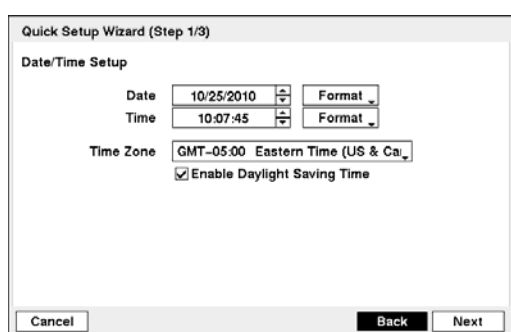 Quick Setup Wizard (Step 1/3)
Date/Time Setup
Date 10/25/2010 Format
Time 10:07:45 Format
Time Zone GMT-05:00 Eastern Time (US & Ca
Enable Daylight Saving Time
Cancel Back Next